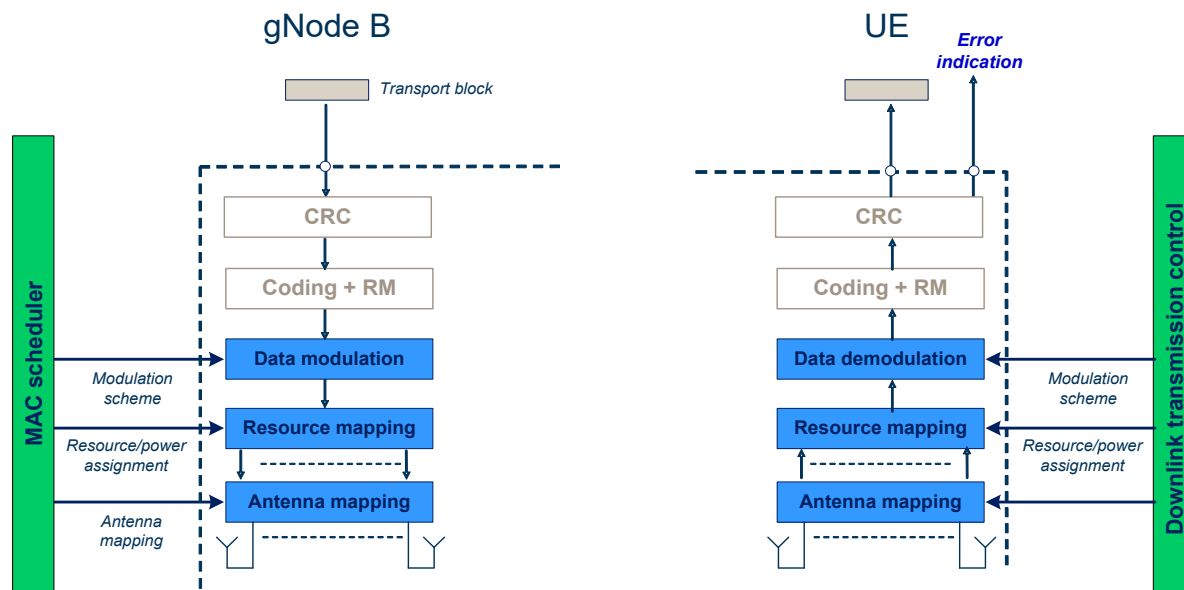 gNode B
UE
Error
indication
Transport block
MAC scheduler
CRC
Coding + RM
Data modulation
Modulation
scheme
Resource mapping
Resource/power
assignment
Antenna mapping
Antenna
mapping
CRC
Coding + RM
Data demodulation
Modulation
scheme
Resource mapping
Resource/power
assignment
Antenna mapping
Downlink transmission control